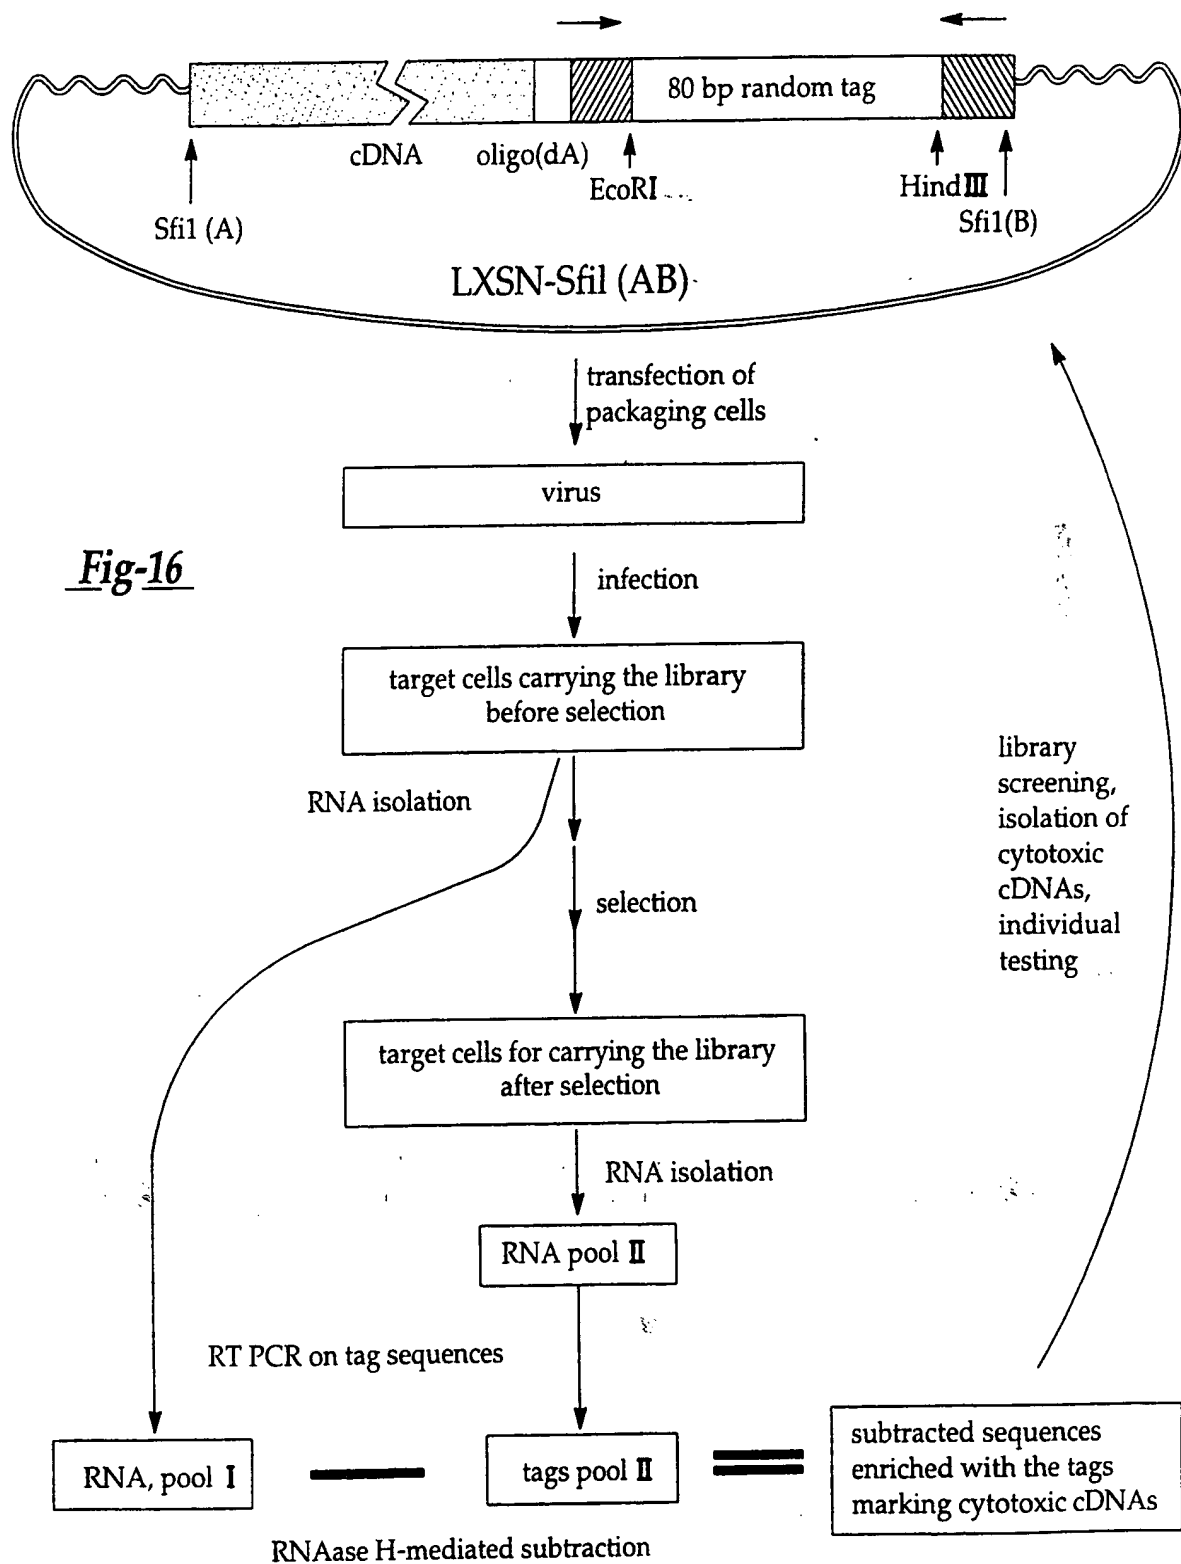 80 bp random tag
cDNA
oligo(dA)
EcoRI
HindIII
Sfi1 (A)
Sfi1(B)
LXSN-SfiI (AB)
transfection of
packaging cells
virus
Fig-16
infection
target cells carrying the library
before selection
RNA isolation
library
screening,
isolation of
cytotoxic
cDNAs,
individual
testing
selection
target cells for carrying the library
after selection
RNA isolation
RNA pool II
RT PCR on tag sequences
RNA, pool I
tags pool II
subtracted sequences
enriched with the tags
marking cytotoxic cDNAs
RNAase H-mediated subtraction